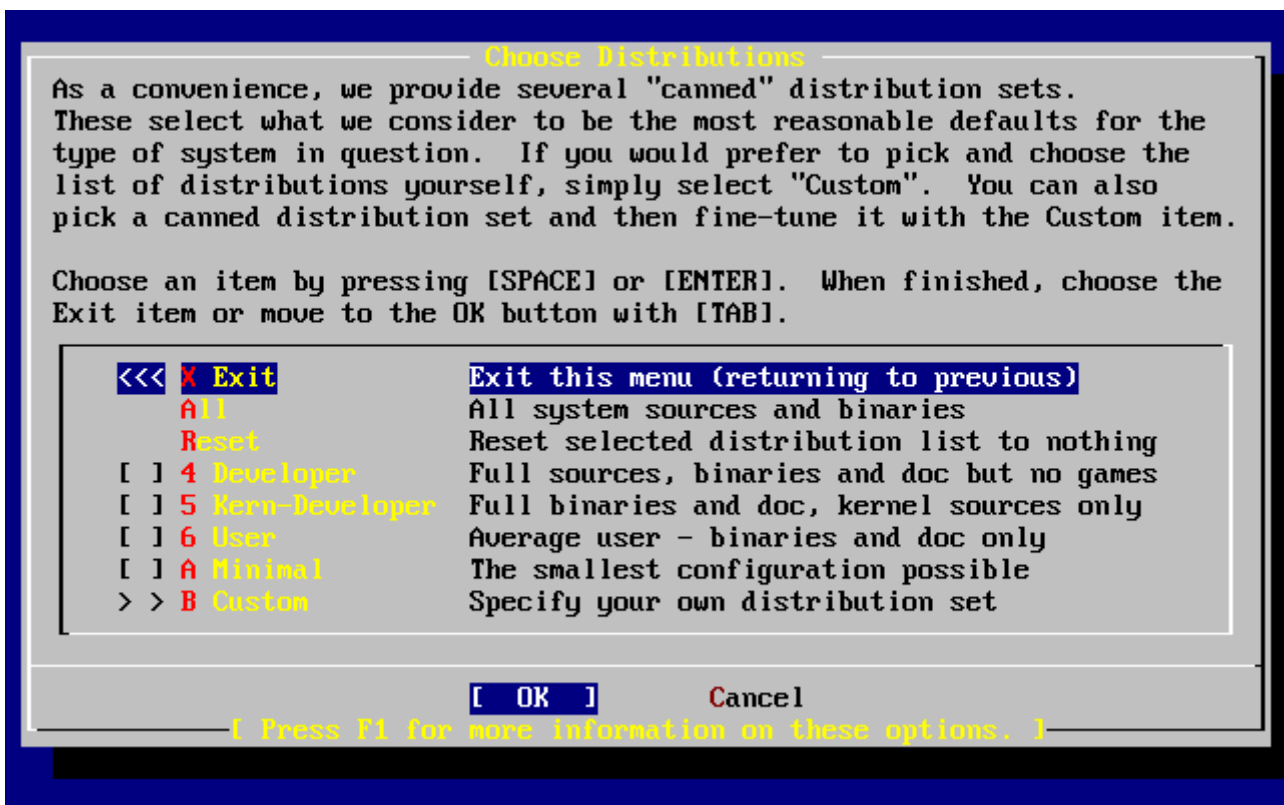 Choose Distributions
As a convenience, we provide several "canned" distribution sets.
These select what we consider to be the most reasonable defaults for the
type of system in question.  If you would prefer to pick and choose the
list of distributions yourself, simply select "Custom".  You can also
pick a canned distribution set and then fine-tune it with the Custom item.
Choose an item by pressing [SPACE] or [ENTER].  When finished, choose the
Exit item or move to the OK button with [TAB].
<<< X Exit Exit this menu (returning to previous)
All All system sources and binaries
Reset Reset selected distribution list to nothing
[ ] 4 Developer Full sources, binaries and doc but no games
[ ] 5 Kern-Developer Full binaries and doc, kernel sources only
[ ] 6 User Average user - binaries and doc only
[ ] A Minimal The smallest configuration possible
> > B Custom Specify your own distribution set
[ OK ] Cancel
[ Press F1 for more information on these options. ]